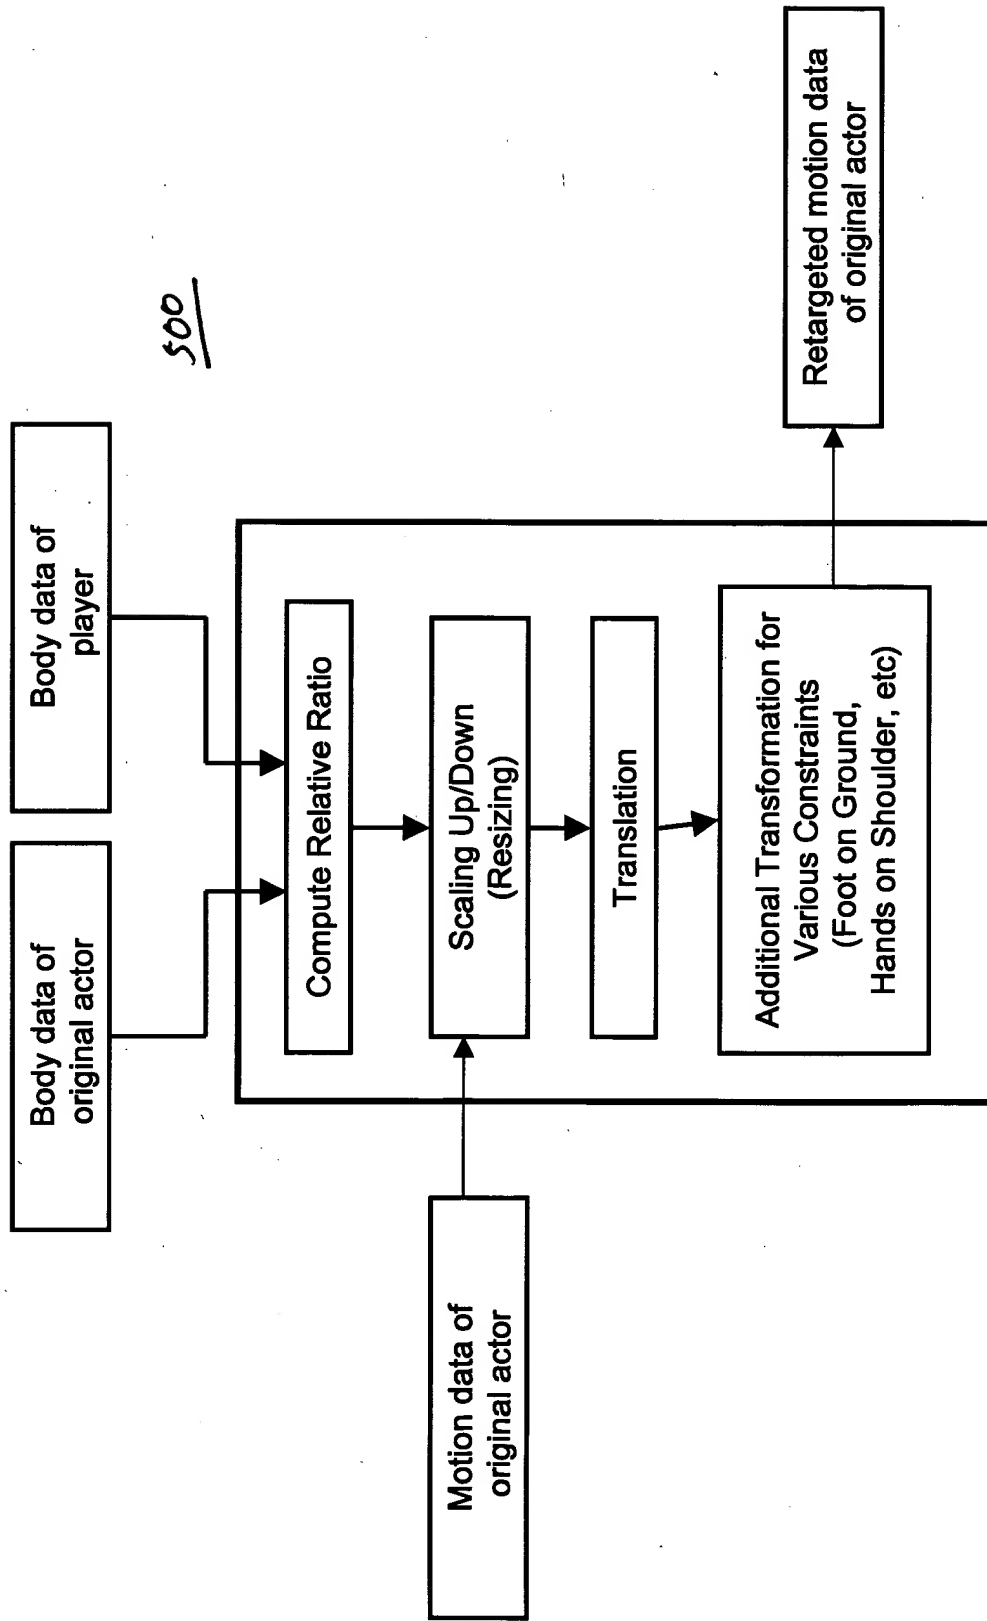 500
Body data of
original actor
Body data of
player
Compute Relative Ratio
Motion data of
original actor
Scaling Up/Down
(Resizing)
Translation
Additional Transformation for
Various Constraints
(Foot on Ground,
Hands on Shoulder, etc)
Retargeted motion data
of original actor